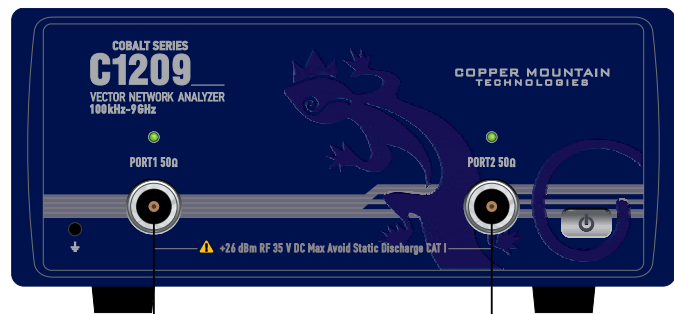 COBALT SERIES
C1209__
VECTOR NETWORK ANALYZER
100kHz-9GHz
COPPER MOUNTAIN
TECHNOLOGIES
PORT1 50Ω
PORT2 50Ω
+26 dBm RF 35 V DC Max Avoid Static Discharge CAT I